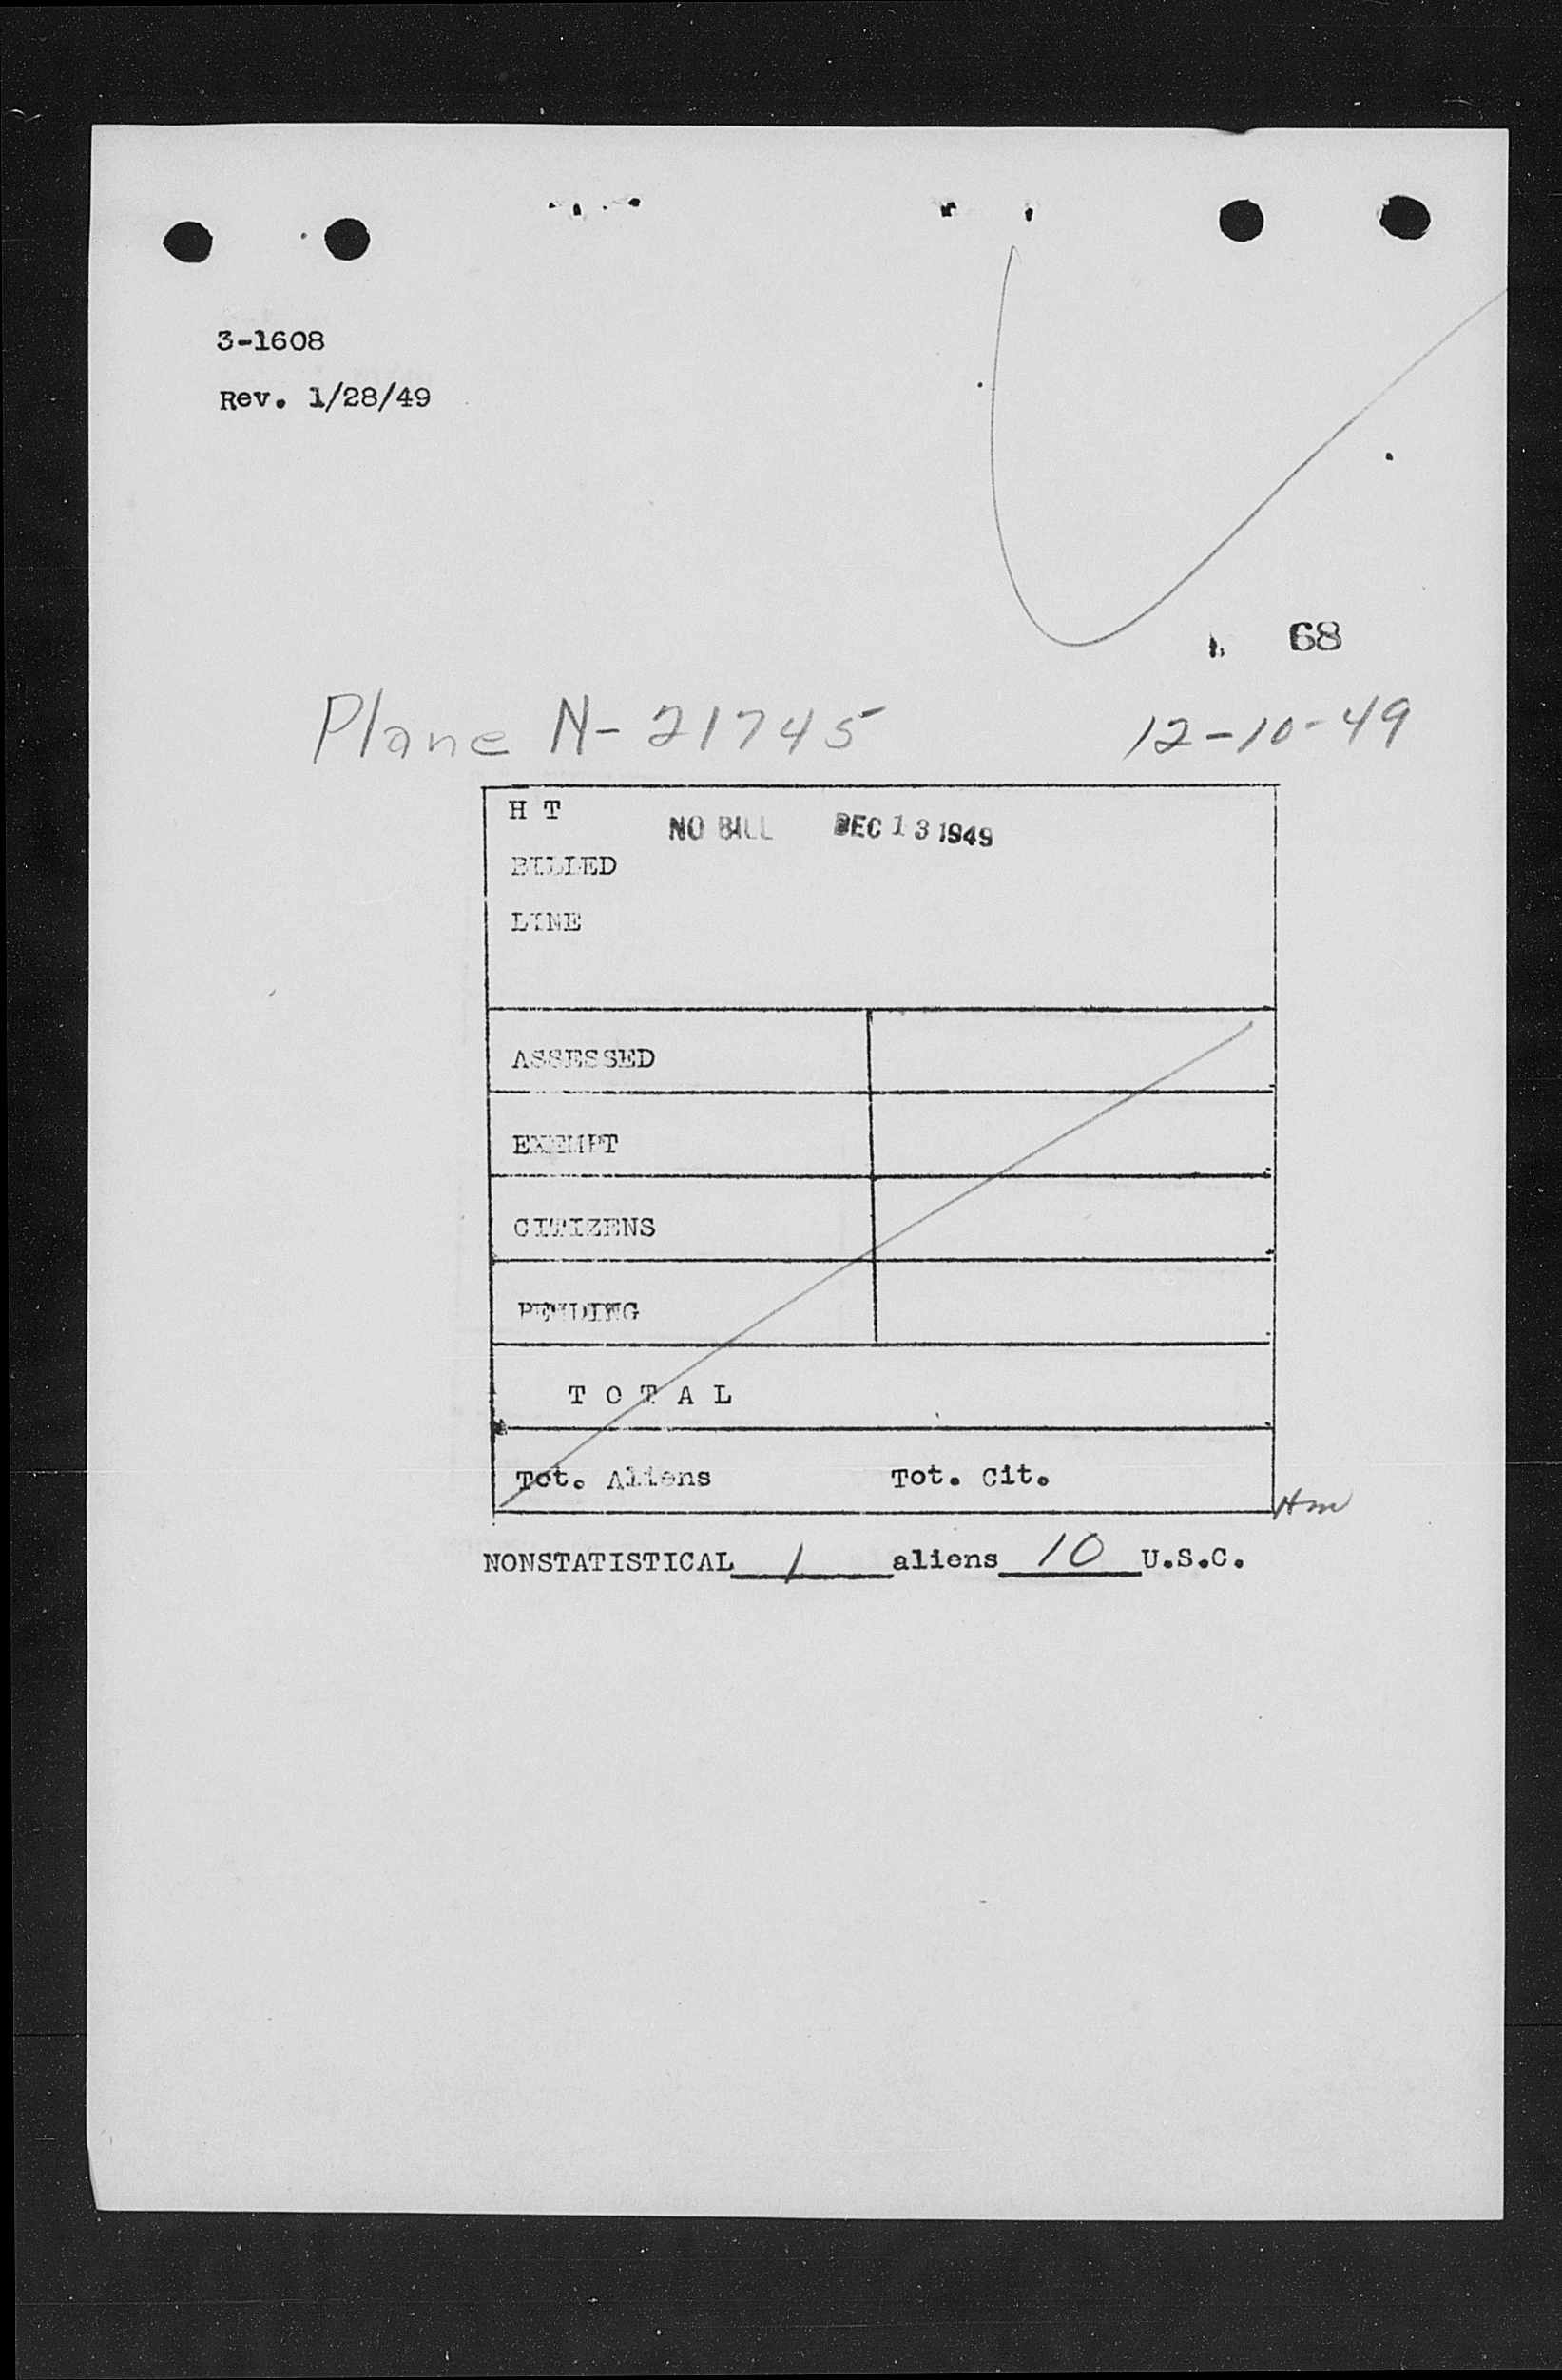 3-1608
Rev. 1/28/49
68
Plane N-21745 12-10-49
H T
NO BILL DEC 13 1949
BILLED
LINE
ASSESSED
EXEMPT
CITIZENS
PENDING
T O T A L
Tot. Aliens Tot. Cit.
Hm
NONSTATISTICAL 1 aliens 10 U.S.C.